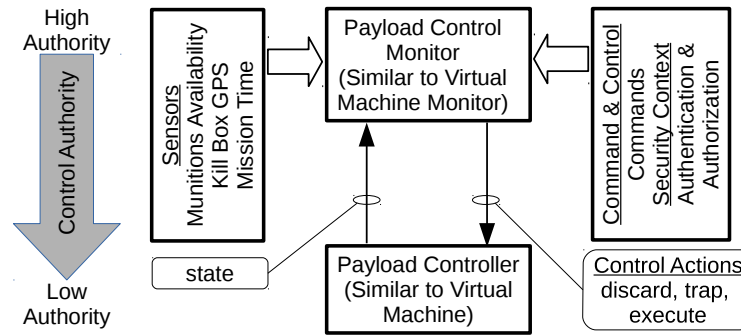 High
Authority
Control Authority
Low
Authority
Sensors
Munitions Availability
Kill Box GPS
Mission Time
Payload Control
Monitor
(Similar to Virtual
Machine Monitor)
Command & Control
Commands
Security Context
Authentication &
Authorization
state
Payload Controller
(Similar to Virtual
Machine)
Control Actions
discard, trap,
execute